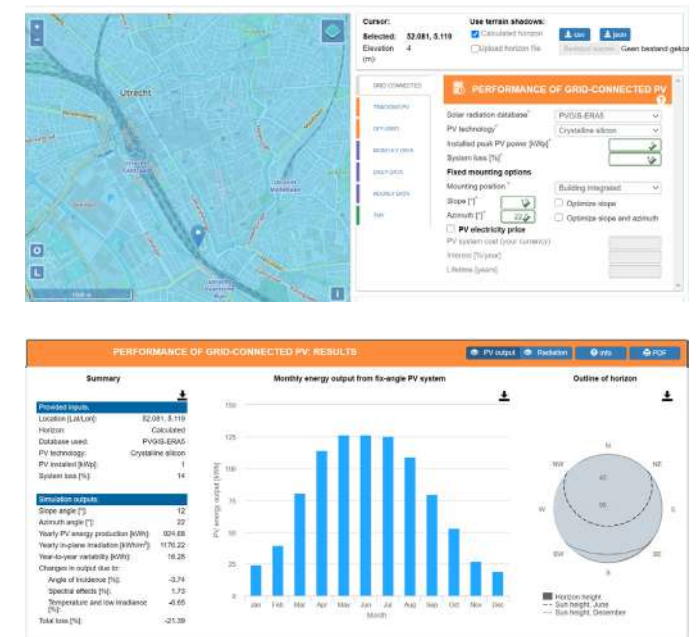 Cursor:
Use terrain shadows:
Selected: 52.081, 5.119
Calculated horizon
csv
json
Elevation (m): 4
Upload horizon file
Geen bestand gekoz
Utrecht
GRID CONNECTED
TRACKING PV
OFF-GRID
MONTHLY DATA
DAILY DATA
HOURLY DATA
TMY
PERFORMANCE OF GRID-CONNECTED PV
Solar radiation database*
PVGIS-ERA5
PV technology*
Crystalline silicon
Installed peak PV power [kWp]*
System loss [%]*
Fixed mounting options
Mounting position *
Building integrated
Slope [°]*
Optimize slope
Azimuth [°]*
22
Optimize slope and azimuth
PV electricity price
PV system cost (your currency)
Interest [%/year]
Lifetime [years]
O
L
i
PERFORMANCE OF GRID-CONNECTED PV: RESULTS
PV output
Radiation
Info
PDF
Summary
Provided inputs:
Location [Lat/Lon]: 52.081, 5.119
Horizon: Calculated
Database used: PVGIS-ERA5
PV technology: Crystalline silicon
PV installed [kWp]: 1
System loss [%]: 14
Simulation outputs:
Slope angle [°]: 12
Azimuth angle [°]: 22
Yearly PV energy production [kWh]: 924.68
Yearly in-plane irradiation [kWh/m²]: 1176.22
Year-to-year variability [kWh]: 16.28
Changes in output due to:
Angle of incidence [%]: -3.74
Spectral effects [%]: 1.73
Temperature and low irradiance [%]: -6.65
Total loss [%]: -21.39
Monthly energy output from fix-angle PV system
PV energy output [kWh]
150
125
100
75
50
25
0
Jan Feb Mar Apr May Jun Jul Aug Sep Oct Nov Dec
Month
Outline of horizon
N
NW
NE
W
SW
SE
S
Horizon height
Sun height, June
Sun height, December